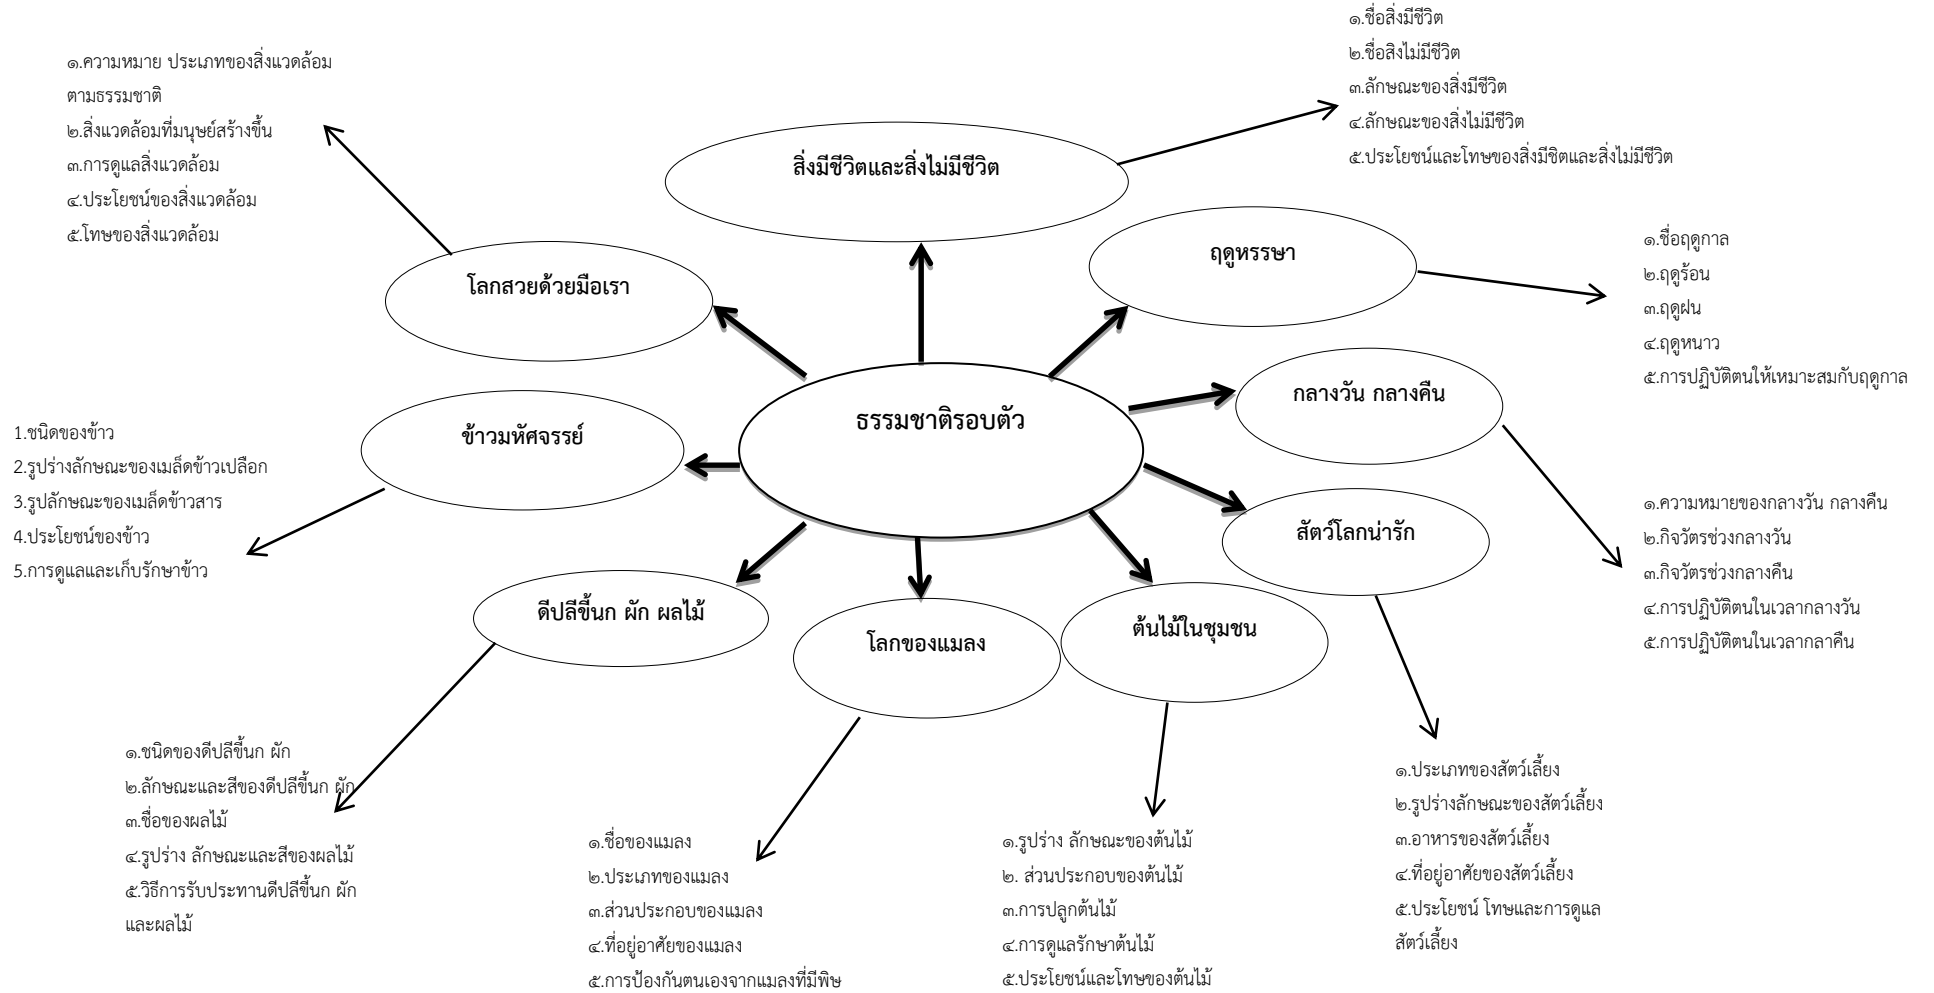 ๑.ชื่อสิ่งมีชีวิต
๒.ชื่อสิงไม่มีชีวิต
๓.ลักษณะของสิ่งมีชีวิต
๔.ลักษณะของสิ่งไม่มีชีวิต
๕.ประโยชน์และโทษของสิ่งมีชิตและสิ่งไม่มีชีวิต
๑.ความหมาย ประเภทของสิ่งแวดล้อม
ตามธรรมชาติ
๒.สิ่งแวดล้อมที่มนุษย์สร้างขึ้น
๓.การดูแลสิ่งแวดล้อม
๔.ประโยชน์ของสิ่งแวดล้อม
๕.โทษของสิ่งแวดล้อม
สิ่งมีชีวิตและสิ่งไม่มีชีวิต
ฤดูหรรษา
๑.ชื่อฤดูกาล
๒.ฤดูร้อน
๓.ฤดูฝน
๔.ฤดูหนาว
๕.การปฏิบัติตนให้เหมาะสมกับฤดูกาล
โลกสวยด้วยมือเรา
กลางวัน กลางคืน
ธรรมชาติรอบตัว
ข้าวมหัศจรรย์
1.ชนิดของข้าว
2.รูปร่างลักษณะของเมล็ดข้าวเปลือก
3.รูปลักษณะของเมล็ดข้าวสาร
4.ประโยชน์ของข้าว
5.การดูแลและเก็บรักษาข้าว
๑.ความหมายของกลางวัน กลางคืน
๒.กิจวัตรช่วงกลางวัน
๓.กิจวัตรช่วงกลางคืน
๔.การปฏิบัติตนในเวลากลางวัน
๕.การปฏิบัติตนในเวลากลาคืน
สัตว์โลกน่ารัก
ดีปลีขี้นก ผัก ผลไม้
โลกของแมลง
ต้นไม้ในชุมชน
๑.ชนิดของดีปลีขี้นก ผัก
๒.ลักษณะและสีของดีปลีขี้นก ผัก
๓.ชื่อของผลไม้
๔.รูปร่าง ลักษณะและสีของผลไม้
๕.วิธีการรับประทานดีปลีขี้นก ผัก
และผลไม้
๑.ชื่อของแมลง
๒.ประเภทของแมลง
๓.ส่วนประกอบของแมลง
๔.ที่อยู่อาศัยของแมลง
๕.การป้องกันตนเองจากแมลงที่มีพิษ
๑.รูปร่าง ลักษณะของต้นไม้
๒. ส่วนประกอบของต้นไม้
๓.การปลูกต้นไม้
๔.การดูแลรักษาต้นไม้
๕.ประโยชน์และโทษของต้นไม้
๑.ประเภทของสัตว์เลี้ยง
๒.รูปร่างลักษณะของสัตว์เลี้ยง
๓.อาหารของสัตว์เลี้ยง
๔.ที่อยู่อาศัยของสัตว์เลี้ยง
๕.ประโยชน์ โทษและการดูแล
สัตว์เลี้ยง